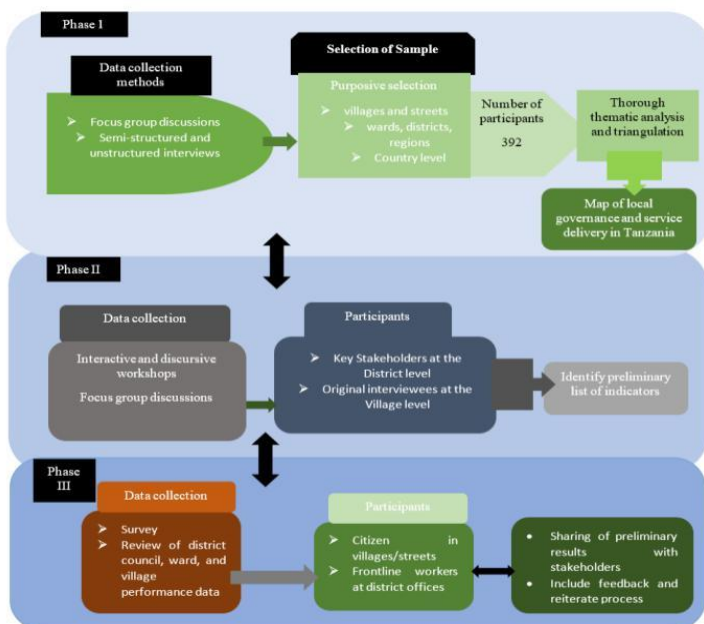 Phase I
Data collection
methods
Focus group discussions
Semi-structured and
unstructured interviews
Selection of Sample
Purposive selection
villages and streets
wards, districts,
regions
Country level
Number of
participants
392
Thorough
thematic analysis
and triangulation
Map of local
governance and service
delivery in Tanzania
Phase II
Data collection
Interactive and discursive
workshops
Focus group discussions
Participants
Key Stakeholders at the
District level
Original interviewees at the
Village level
Identify preliminary
list of indicators
Phase
III
Data collection
Survey
Review of district
council, ward, and
village
performance data
Participants
Citizen in
villages/streets
Frontline workers
at district offices
Sharing of preliminary
results with
stakeholders
Include feedback and
reiterate process